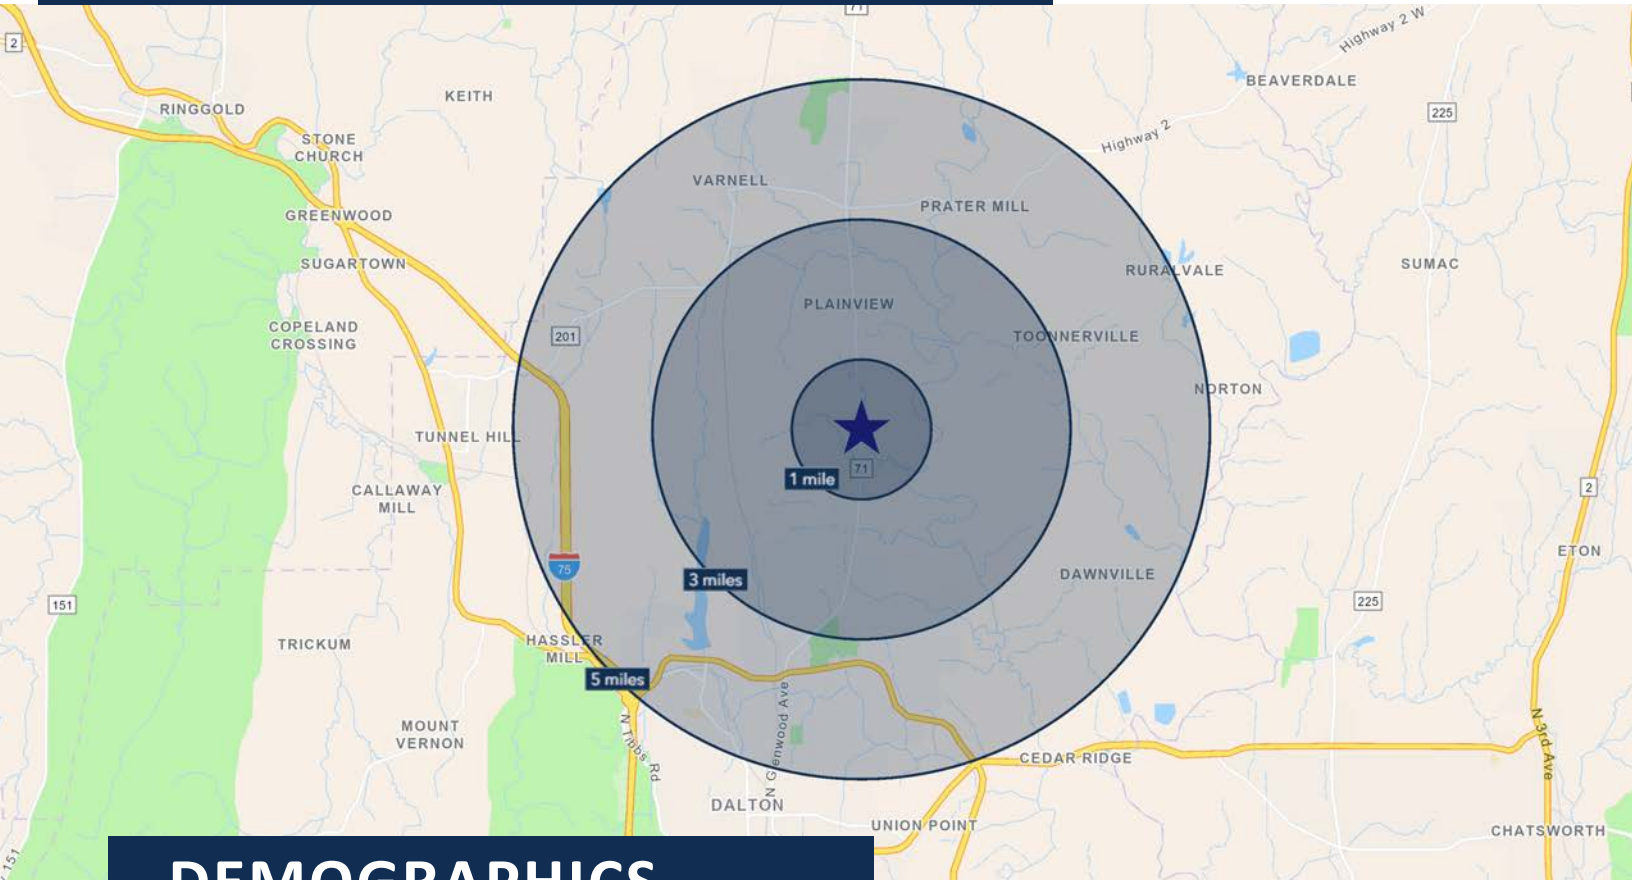 71
2
Highway 2 W
BEAVERDALE
KEITH
RINGGOLD
225
STONE
CHURCH
Highway 2
VARNELL
PRATER MILL
GREENWOOD
SUGARTOWN
RURALVALE
SUMAC
PLAINVIEW
COPELAND
CROSSING
201
TOONNERVILLE
NORTON
TUNNEL HILL
71
1 mile
CALLAWAY
MILL
2
ETON
75
3 miles
DAWNVILLE
151
225
HASSLER
MILL
TRICKUM
5 miles
MOUNT
VERNON
N Tibbs Rd
N Glenwood Ave
N 3rd Ave
CEDAR RIDGE
DALTON
UNION POINT
CHATSWORTH
151
DEMOGRAPHICS